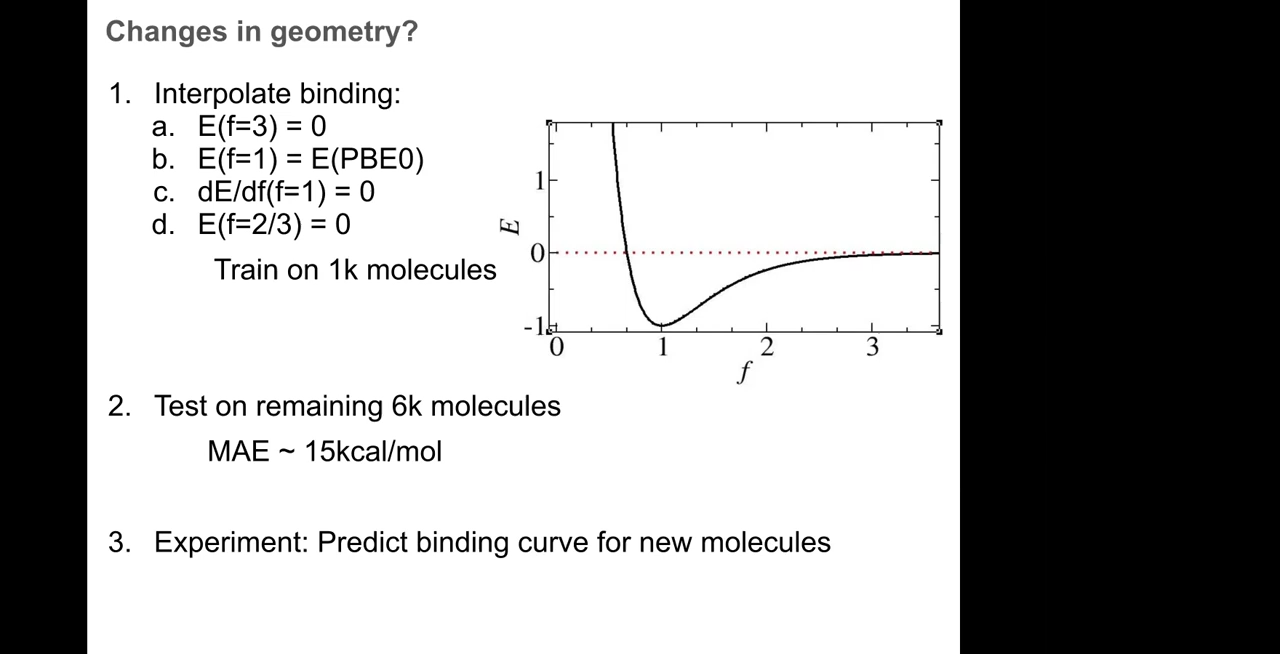 Changes in geometry?
1. Interpolate binding:
a. E(f=3) = 0
b. E(f=1) = E(PBE0)
c. dE/df(f=1) = 0
d. E(f=2/3) = 0
Train on 1k molecules
E
1
0
-1
0 1 2 3
f
2. Test on remaining 6k molecules
MAE ~ 15kcal/mol
3. Experiment: Predict binding curve for new molecules